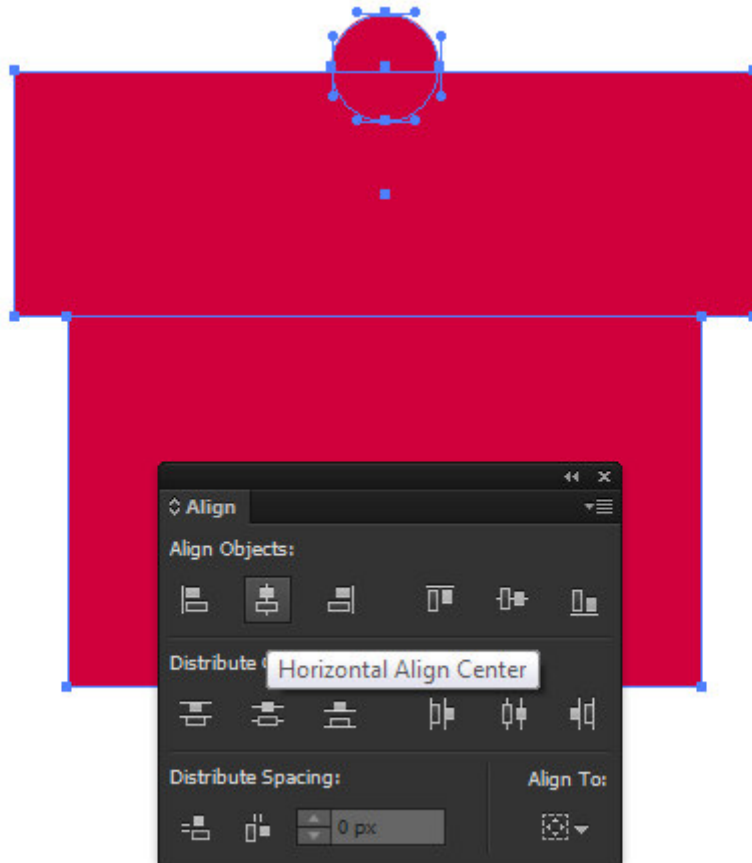 Align
Align Objects:
Distribute
Horizontal Align Center
Distribute Spacing:
Align To:
0 px